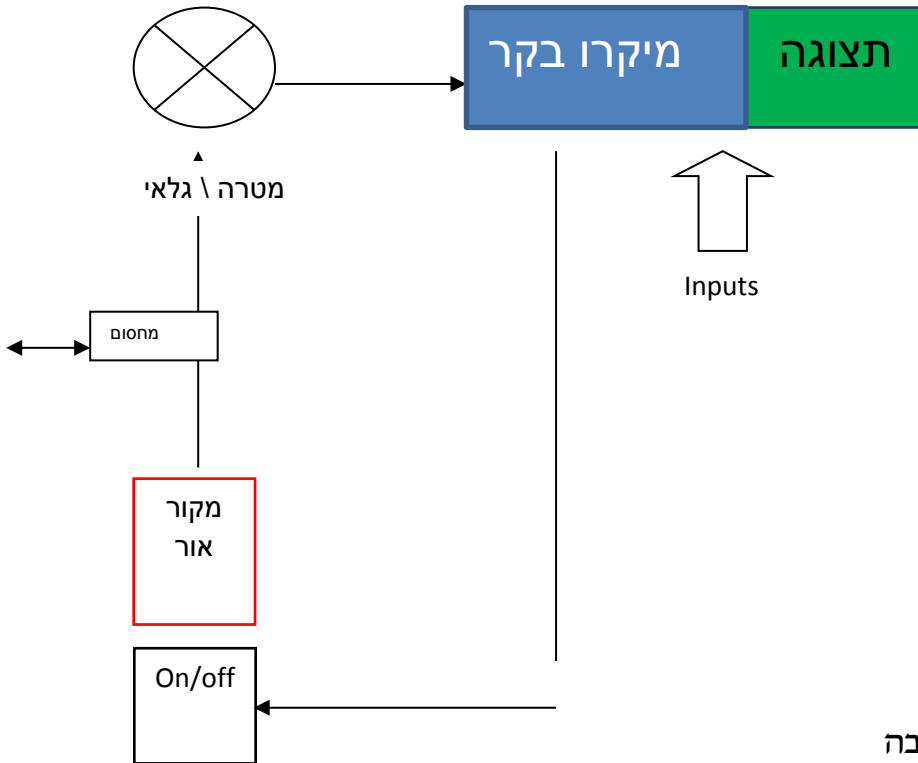 מיקרו בקר
תצוגה
מטרה \ גלאי
Inputs
מחסום
מקור
אור
On/off